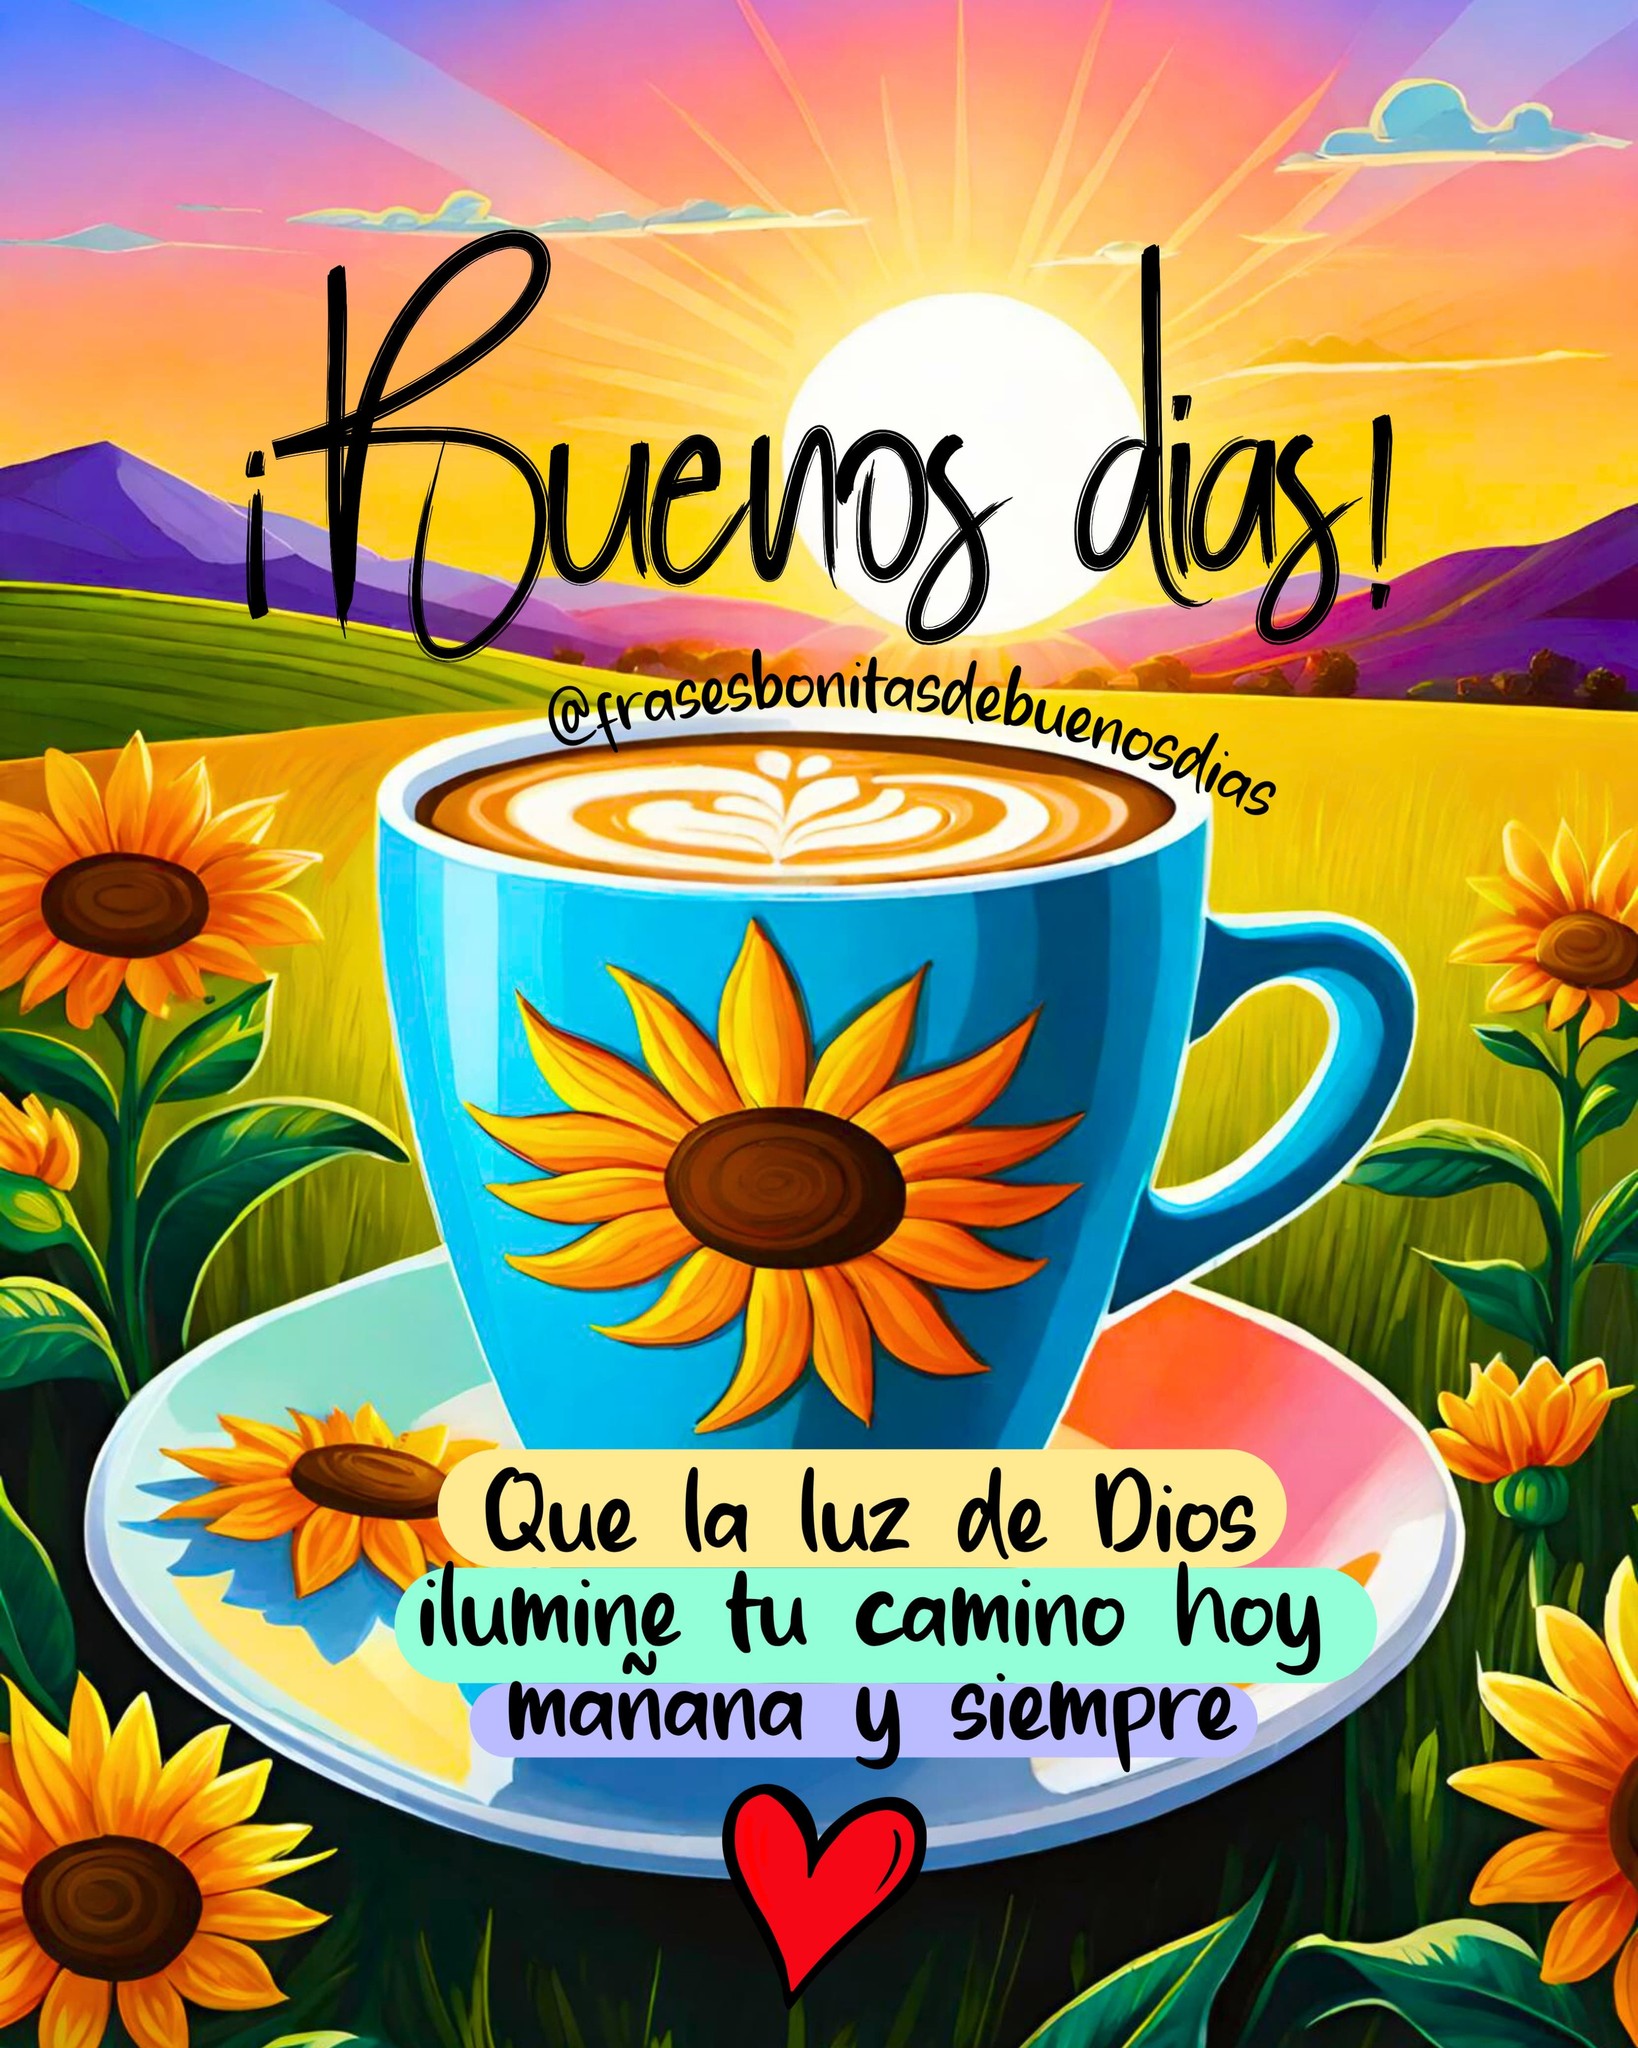 ¡Buenos dias!
@frasesbonitasdebuenosdias
Que la luz de Dios
ilumine tu camino hoy
mañana y siempre